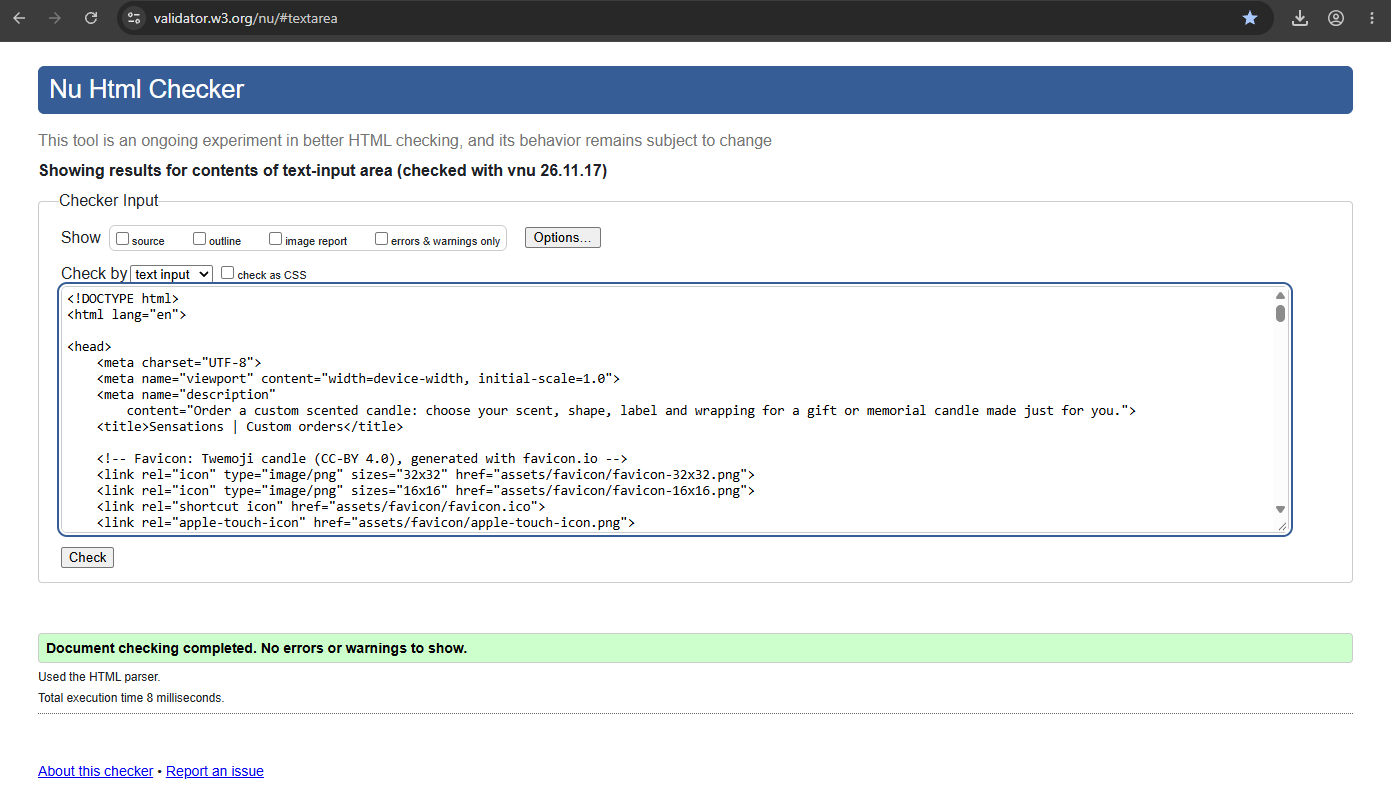 validator.w3.org/nu/#textarea
Nu Html Checker
This tool is an ongoing experiment in better HTML checking, and its behavior remains subject to change
Showing results for contents of text-input area (checked with vnu 26.11.17)
Checker Input
Show source outline image report errors & warnings only Options...
Check by text input check as CSS
<!DOCTYPE html>
<html lang="en">
<head>
<meta charset="UTF-8">
<meta name="viewport" content="width=device-width, initial-scale=1.0">
<meta name="description"
content="Order a custom scented candle: choose your scent, shape, label and wrapping for a gift or memorial candle made just for you.">
<title>Sensations | Custom orders</title>
<!-- Favicon: Twemoji candle (CC-BY 4.0), generated with favicon.io -->
<link rel="icon" type="image/png" sizes="32x32" href="assets/favicon/favicon-32x32.png">
<link rel="icon" type="image/png" sizes="16x16" href="assets/favicon/favicon-16x16.png">
<link rel="shortcut icon" href="assets/favicon/favicon.ico">
<link rel="apple-touch-icon" href="assets/favicon/apple-touch-icon.png">
Check
Document checking completed. No errors or warnings to show.
Used the HTML parser.
Total execution time 8 milliseconds.
About this checker • Report an issue